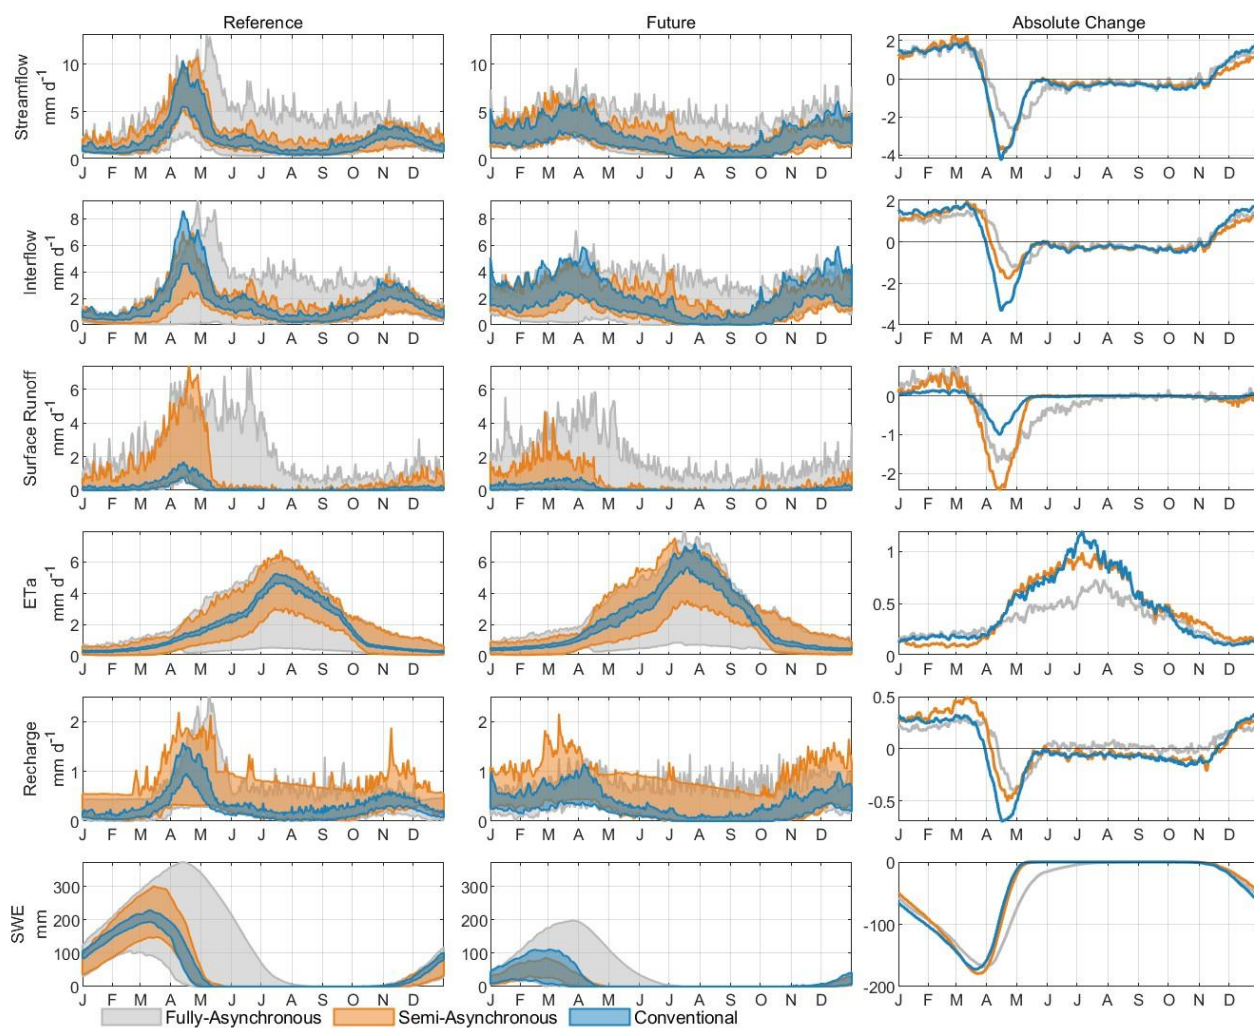 Reference Future Absolute Change
Streamflow
mm d⁻¹
10
5
0
J F M A M J J A S O N D
10
5
0
J F M A M J J A S O N D
2
0
-2
-4
J F M A M J J A S O N D
Interflow
mm d⁻¹
8
6
4
2
0
J F M A M J J A S O N D
8
6
4
2
0
J F M A M J J A S O N D
2
0
-2
-4
J F M A M J J A S O N D
Surface Runoff
mm d⁻¹
6
4
2
0
J F M A M J J A S O N D
6
4
2
0
J F M A M J J A S O N D
0
-1
-2
J F M A M J J A S O N D
ETa
mm d⁻¹
6
4
2
0
J F M A M J J A S O N D
6
4
2
0
J F M A M J J A S O N D
1
0.5
0
J F M A M J J A S O N D
Recharge
mm d⁻¹
2
1
0
J F M A M J J A S O N D
2
1
0
J F M A M J J A S O N D
0.5
0
-0.5
J F M A M J J A S O N D
SWE
mm
300
200
100
0
J F M A M J J A S O N D
300
200
100
0
J F M A M J J A S O N D
0
-100
-200
J F M A M J J A S O N D
Fully-Asynchronous Semi-Asynchronous Conventional